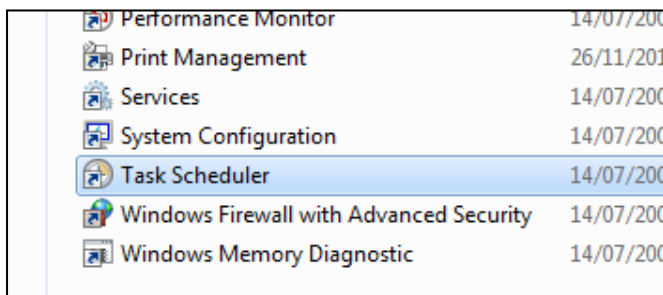 Performance Monitor 14/07/200
Print Management 26/11/201
Services 14/07/200
System Configuration 14/07/200
Task Scheduler 14/07/200
Windows Firewall with Advanced Security 14/07/200
Windows Memory Diagnostic 14/07/200